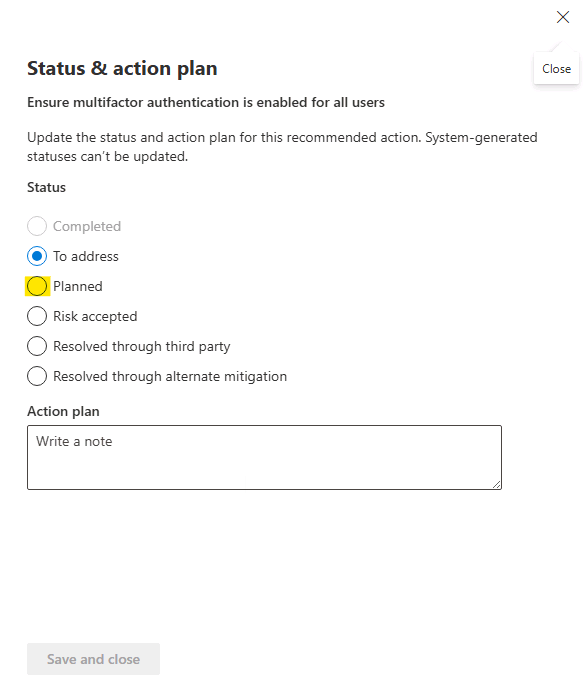 Close
Status & action plan
Ensure multifactor authentication is enabled for all users
Update the status and action plan for this recommended action. System-generated
statuses can't be updated.
Status
Completed
To address
Planned
Risk accepted
Resolved through third party
Resolved through alternate mitigation
Action plan
Write a note
Save and close